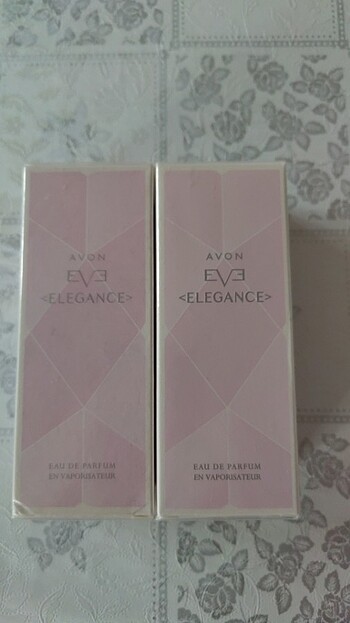 AVON
EVE
<ELEGANCE>
EAU DE PARFUM
EN VAPORISATEUR
AVON
EVE
<ELEGANCE>
EAU DE PARFUM
EN VAPORISATEUR